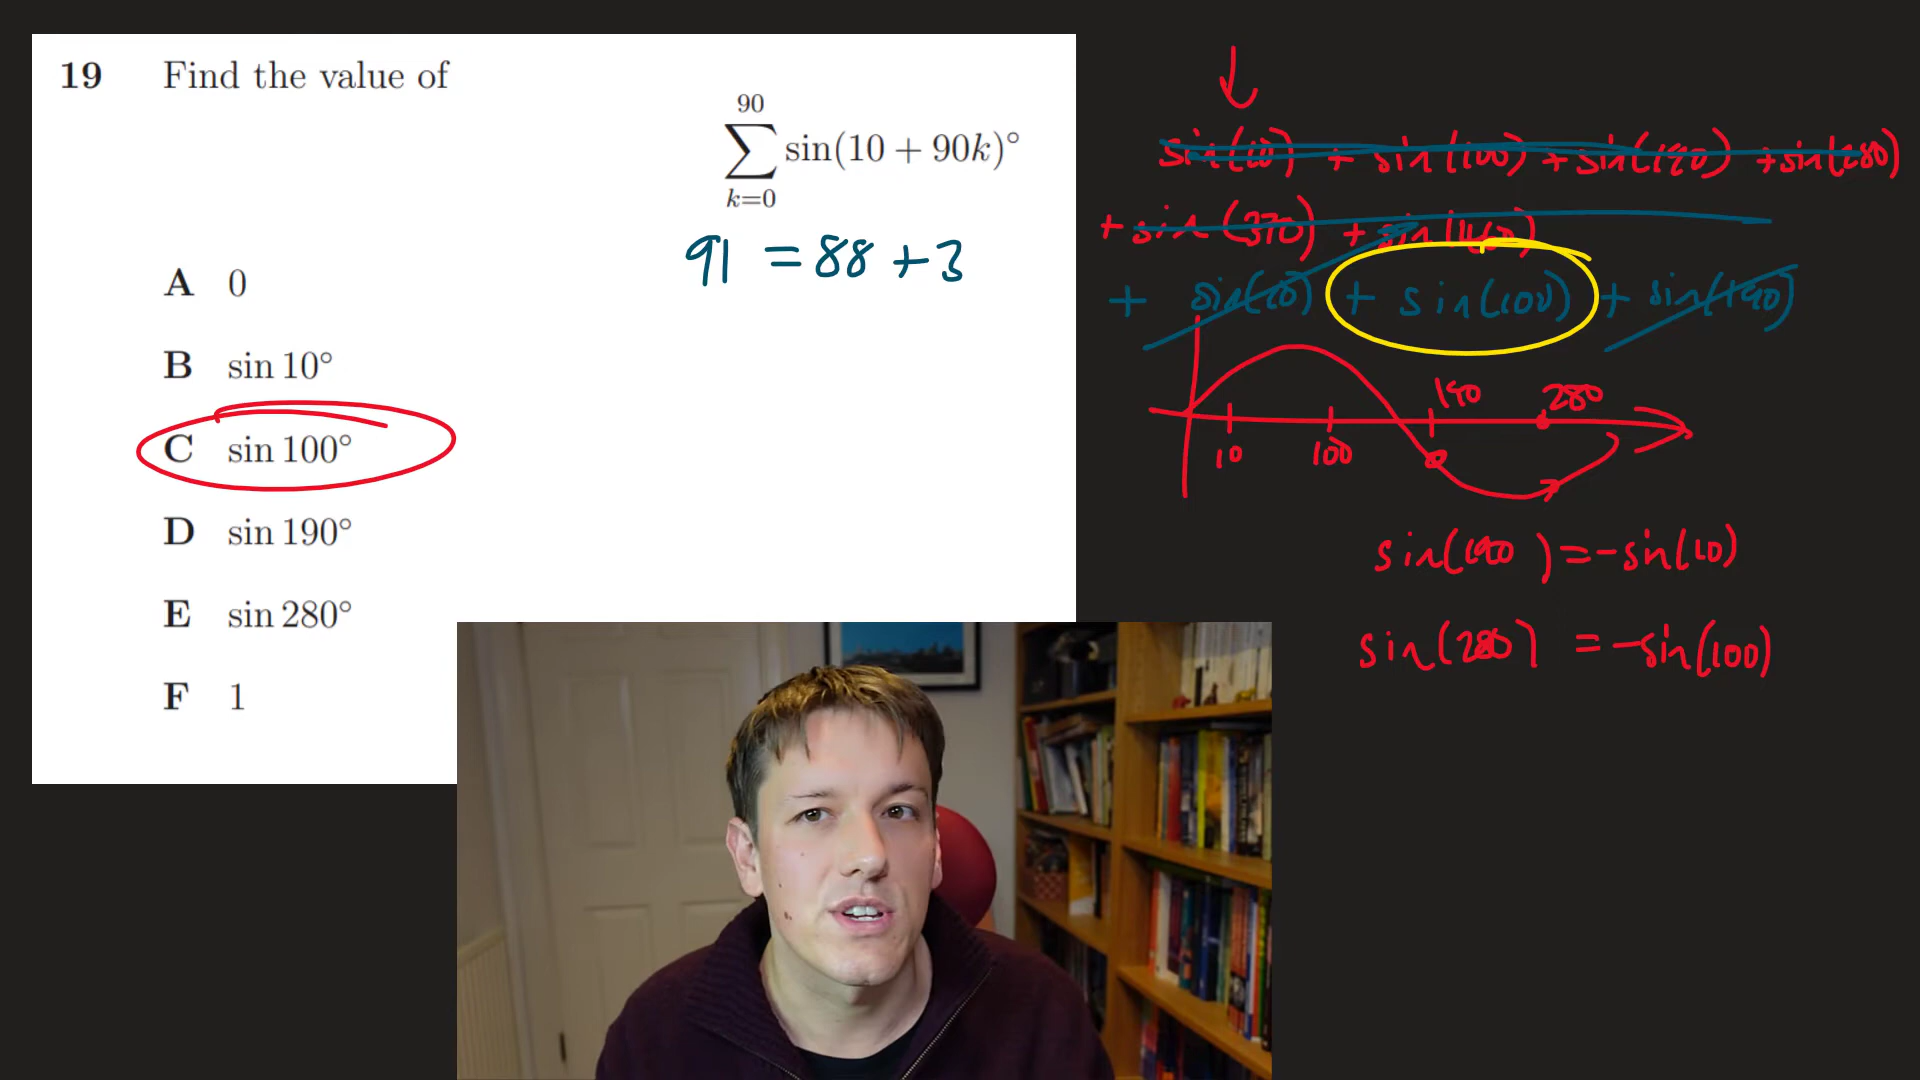 19 Find the value of
90
∑ sin(10 + 90k)°
k=0
91 = 88 + 3
A 0
B sin 10°
C sin 100°
D sin 190°
E sin 280°
F 1
sin(10) + sin(100) + sin(190) + sin(280)
+ sin(370) + sin(460)
+ sin(10) + sin(100) + sin(190)
190 280
10 100
sin(190) = -sin(10)
sin(280) = -sin(100)